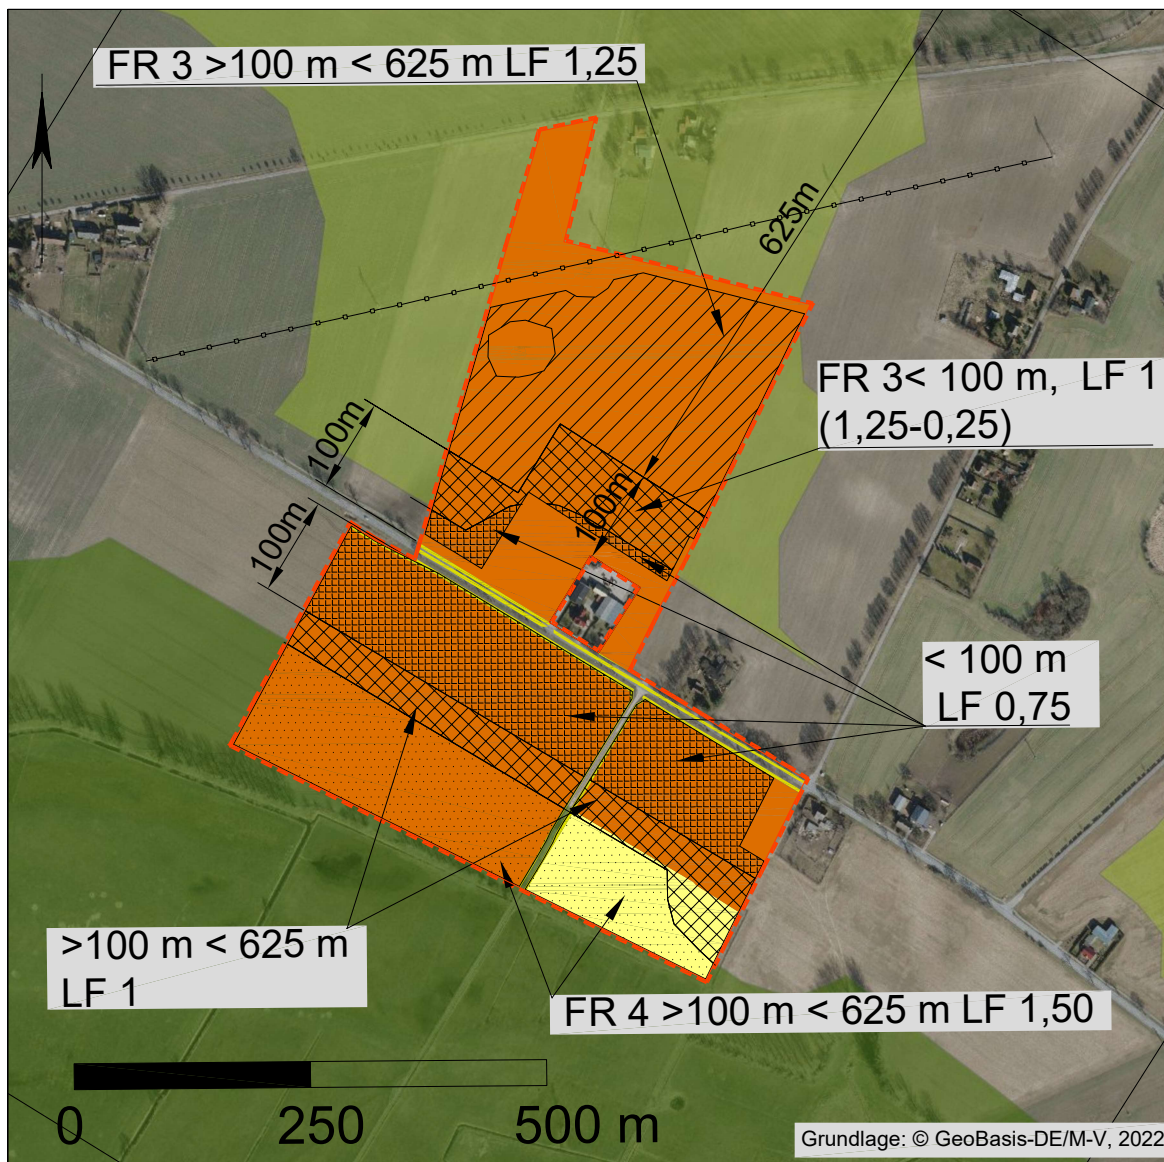 FR 3 >100 m < 625 m LF 1,25
625m
FR 3< 100 m, LF 1
(1,25-0,25)
100m
100m
100m
< 100 m
LF 0,75
>100 m < 625 m
LF 1
FR 4 >100 m < 625 m LF 1,50
0
250
500 m
Grundlage: © GeoBasis-DE/M-V, 2022